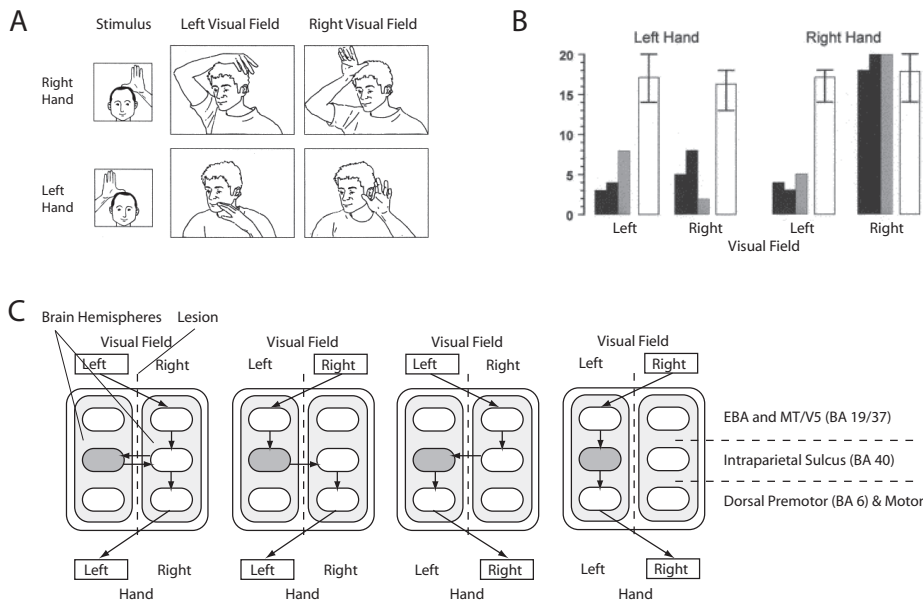 A
Stimulus Left Visual Field Right Visual Field
Right
Hand
Left
Hand
B
Left Hand Right Hand
20
15
10
5
0
Left Right Left Right
Visual Field
C
Brain Hemispheres Lesion
Visual Field Visual Field Visual Field Visual Field
Left Right Left Right Left Right Left Right
EBA and MT/V5 (BA 19/37)
Intraparietal Sulcus (BA 40)
Dorsal Premotor (BA 6) & Motor
Left Right Left Right Left Right Left Right
Hand Hand Hand Hand